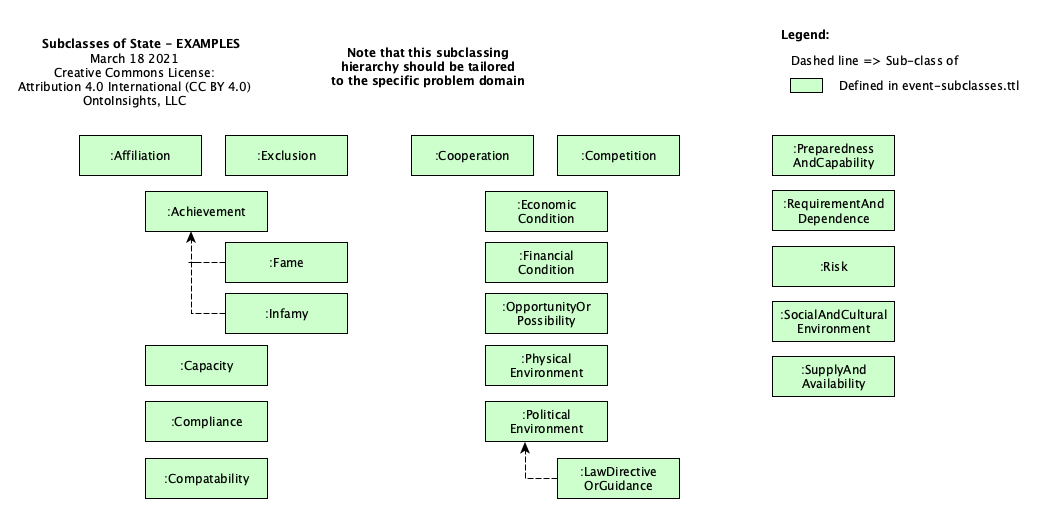 Subclasses of State – EXAMPLES
March 18 2021
Creative Commons License:
Attribution 4.0 International (CC BY 4.0)
OntoInsights, LLC
Note that this subclassing
hierarchy should be tailored
to the specific problem domain
Legend:
Dashed line => Sub-class of
Defined in event-subclasses.ttl
:Affiliation
:Exclusion
:Achievement
:Fame
:Infamy
:Capacity
:Compliance
:Compatability
:Cooperation
:Competition
:Economic
Condition
:Financial
Condition
:OpportunityOr
Possibility
:Physical
Environment
:Political
Environment
:LawDirective
OrGuidance
:Preparedness
AndCapability
:RequirementAnd
Dependence
:Risk
:SocialAndCultural
Environment
:SupplyAnd
Availability